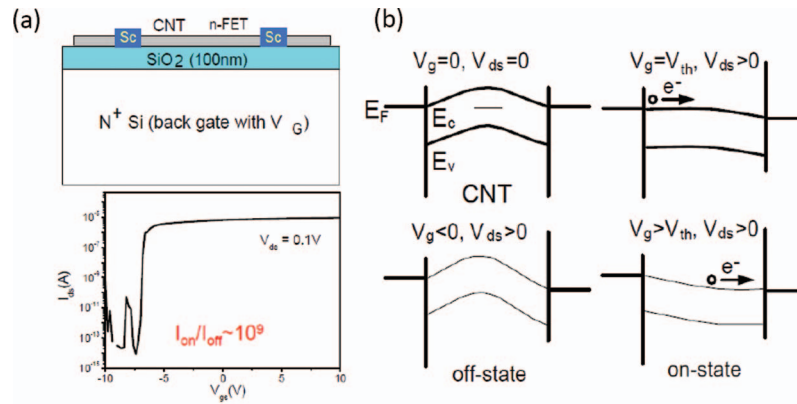 (a)
CNT n-FET
Sc Sc
SiO2 (100nm)
N+ Si (back gate with V G)
Ids(A)
Vds = 0.1V
Ion/Ioff~10^9
-10 -5 0 5 10
(b)
Vg=0, Vds=0
EF
Ec
Ev
CNT
Vg=Vth, Vds>0
e-
Vg<0, Vds>0
off-state
Vg>Vth, Vds>0
e-
on-state